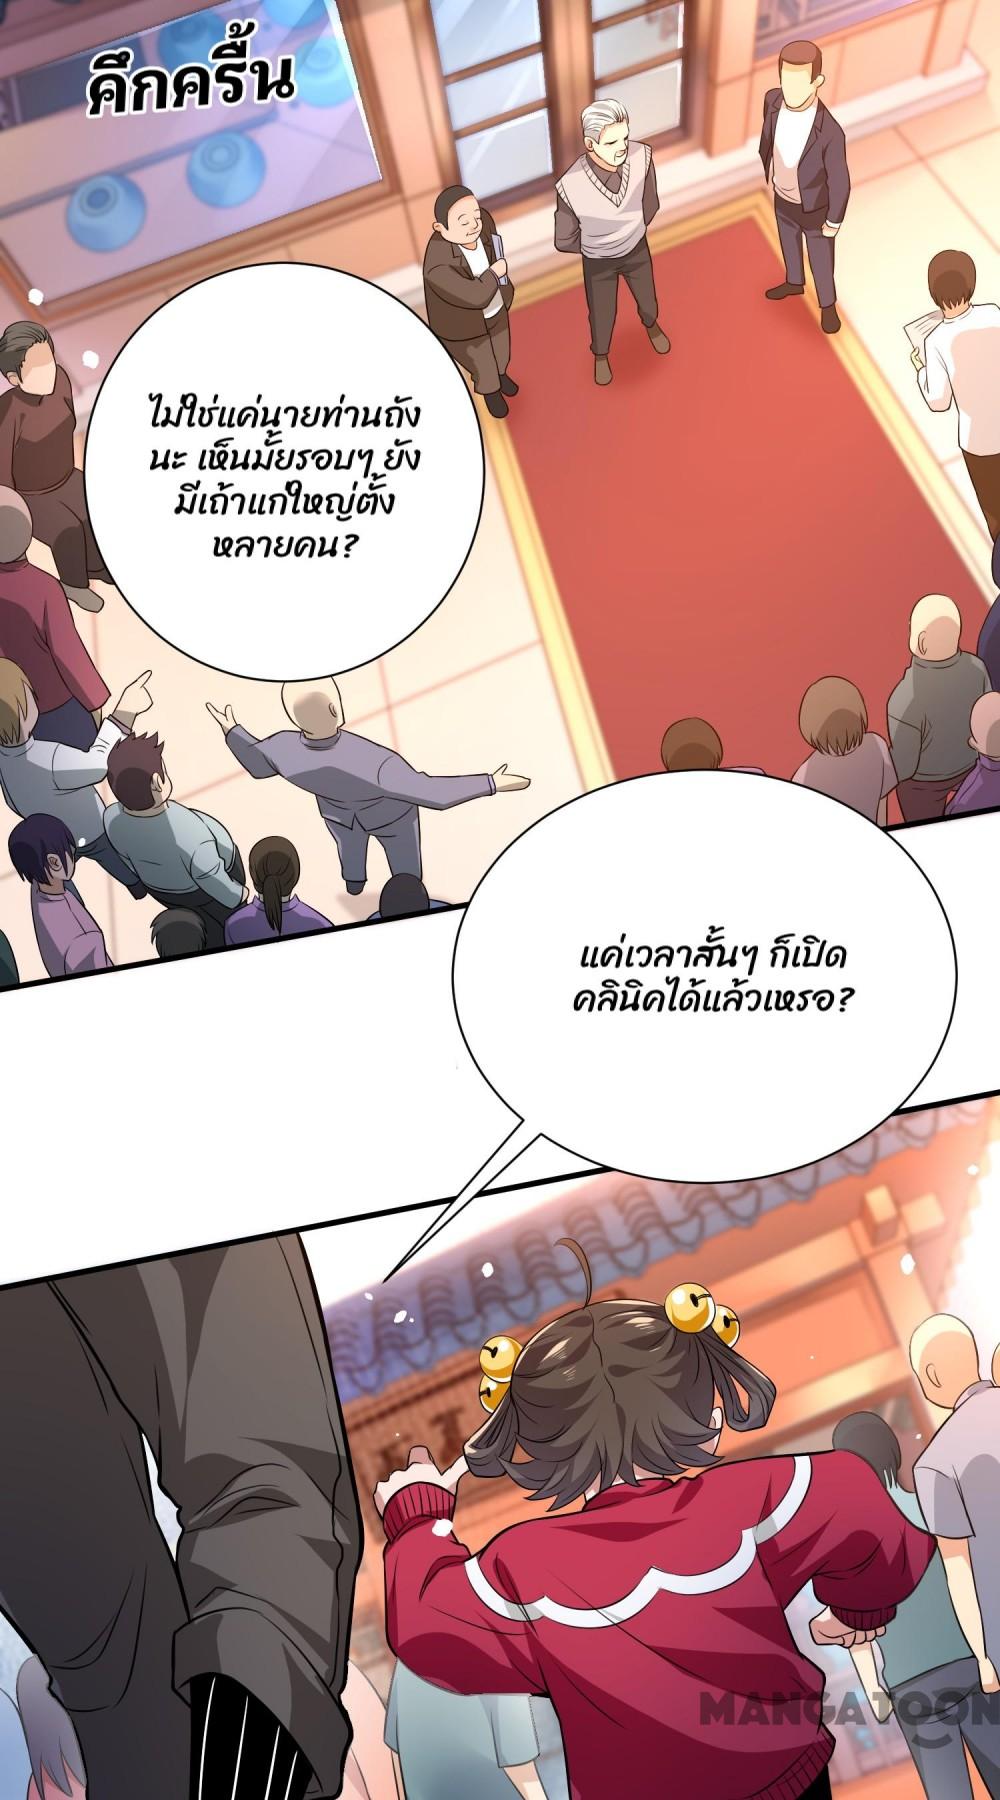 คึกครื้น
ไม่ใช่แค่นายท่านถัง
นะ เห็นมั้ยรอบๆ ยัง
มีเถ้าแก่ใหญ่ตั้ง
หลายคน?
แค่เวลาสั้นๆ ก็เปิด
คลินิคได้แล้วเหรอ?
MANGATOON